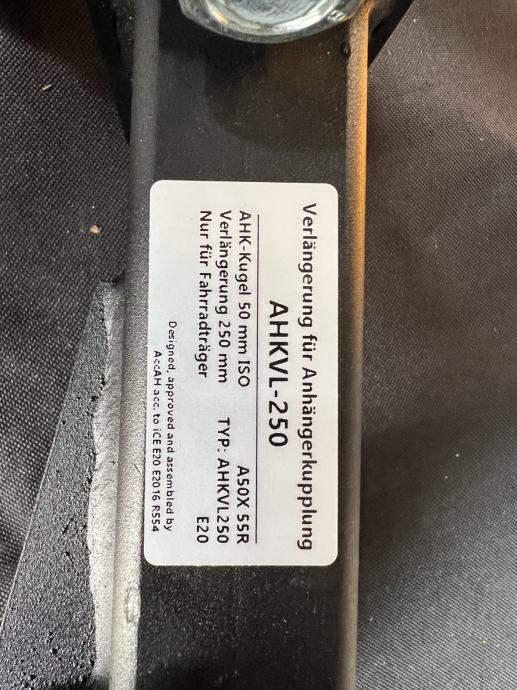 Verlängerung für Anhängerkupplung
AHKVL-250
AHK-Kugel 50 mm ISO A50X 55R
Verlängerung 250 mm TYP: AHKVL250
Nur für Fahrradträger E20
Designed, approved and assembled by
AccAH acc. to iCE E20 E2016 R554